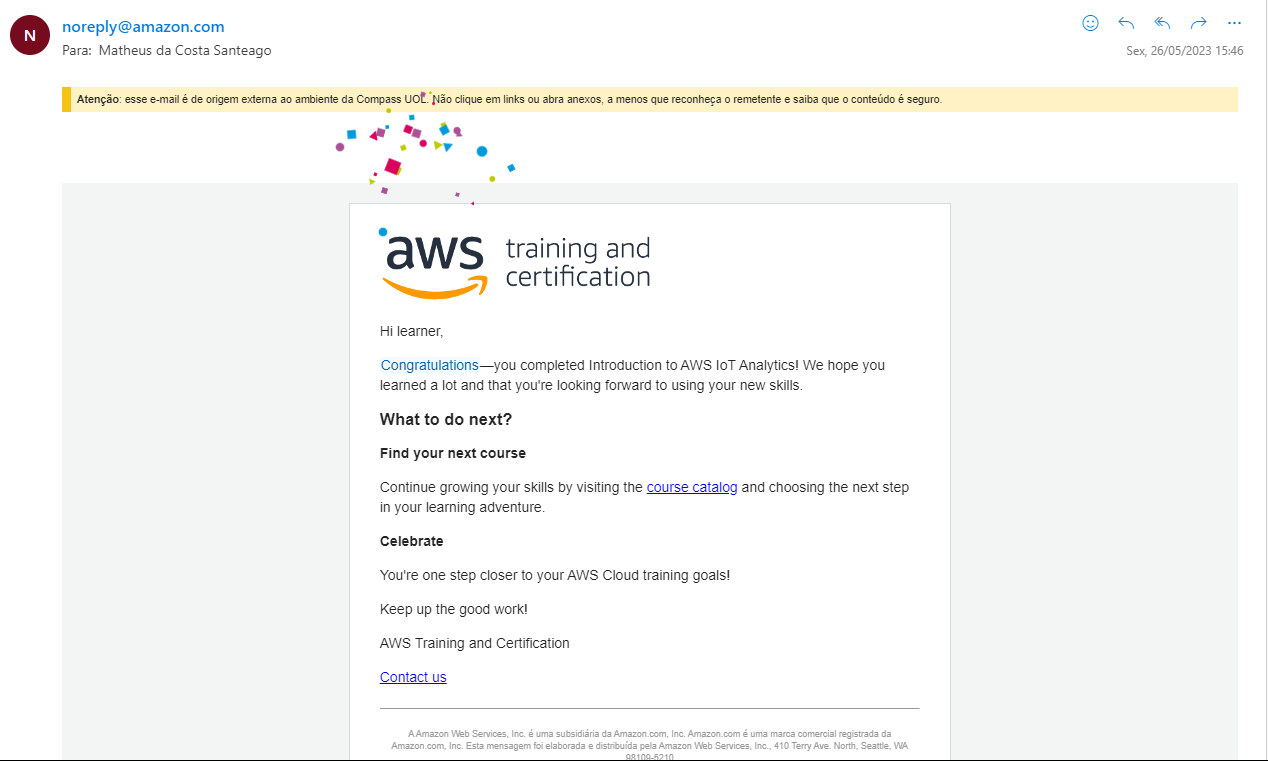 N
noreply@amazon.com
Para: Matheus da Costa Santeago
Sex, 26/05/2023 15:46
Atenção: esse e-mail é de origem externa ao ambiente da Compass UOL. Não clique em links ou abra anexos, a menos que reconheça o remetente e saiba que o conteúdo é seguro.
aws training and
certification
Hi learner,
Congratulations—you completed Introduction to AWS IoT Analytics! We hope you
learned a lot and that you're looking forward to using your new skills.
What to do next?
Find your next course
Continue growing your skills by visiting the course catalog and choosing the next step
in your learning adventure.
Celebrate
You're one step closer to your AWS Cloud training goals!
Keep up the good work!
AWS Training and Certification
Contact us
A Amazon Web Services, Inc. é uma subsidiária da Amazon.com, Inc. Amazon.com é uma marca comercial registrada da
Amazon.com, Inc. Esta mensagem foi elaborada e distribuída pela Amazon Web Services, Inc., 410 Terry Ave. North, Seattle, WA
98109-5210